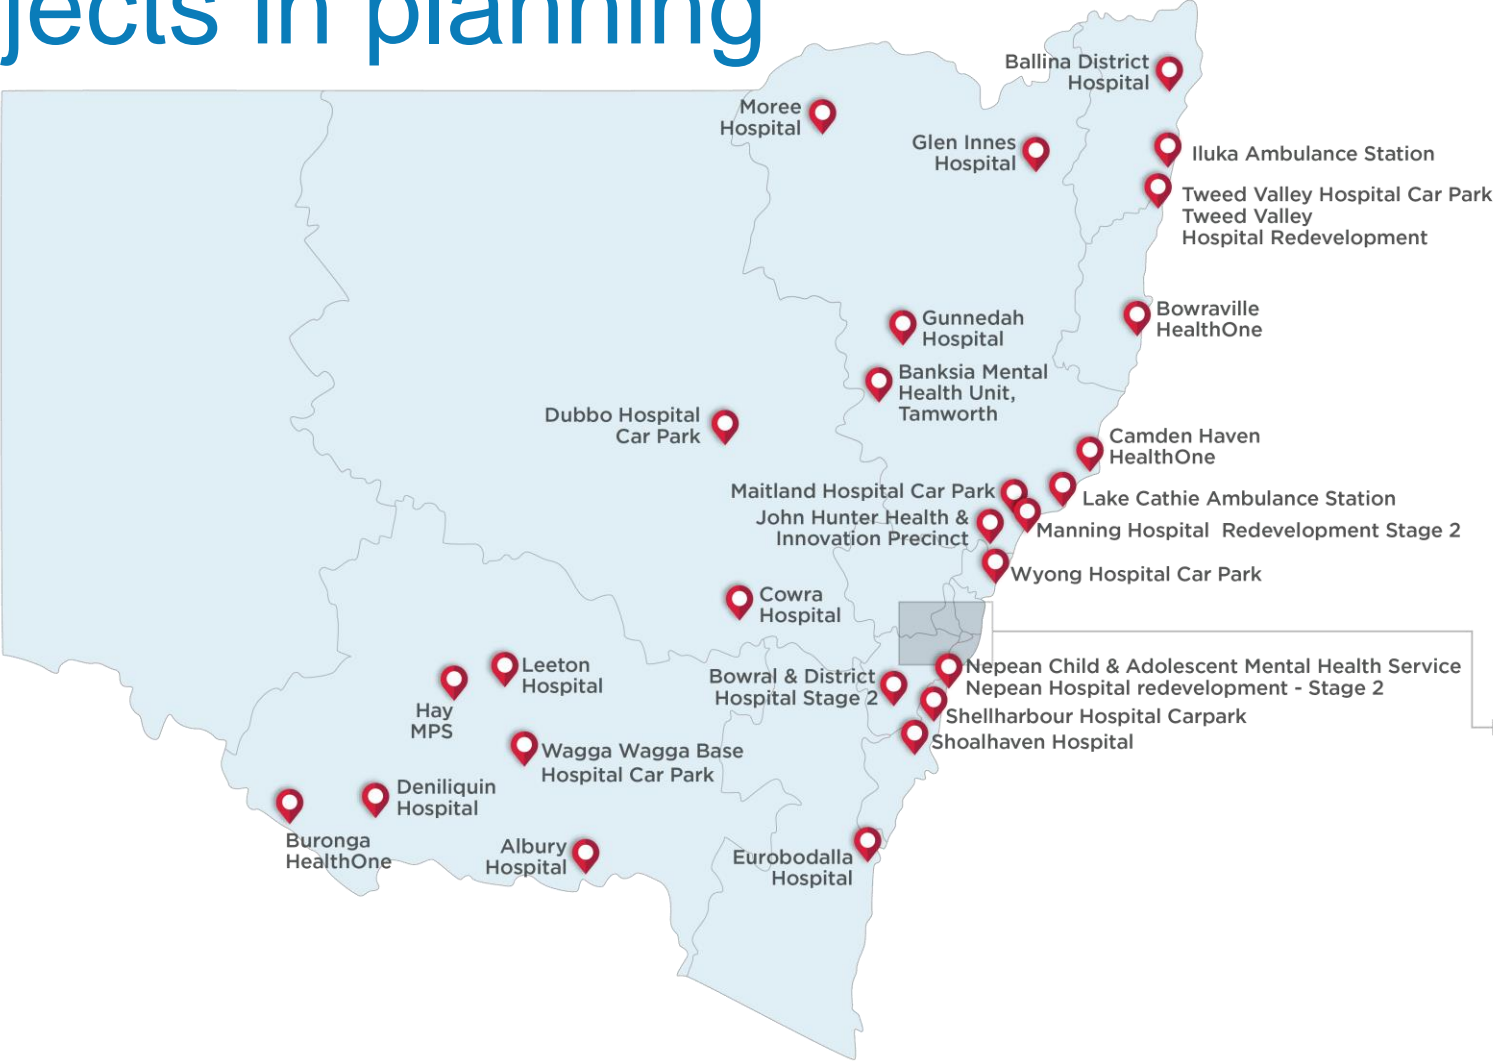 jects in planning
Ballina District
Hospital
Moree
Hospital
Glen Innes
Hospital
Iluka Ambulance Station
Tweed Valley Hospital Car Park
Tweed Valley
Hospital Redevelopment
Bowraville
HealthOne
Gunnedah
Hospital
Banksia Mental
Health Unit,
Tamworth
Dubbo Hospital
Car Park
Camden Haven
HealthOne
Maitland Hospital Car Park
Lake Cathie Ambulance Station
John Hunter Health &
Innovation Precinct
Manning Hospital Redevelopment Stage 2
Wyong Hospital Car Park
Cowra
Hospital
Leeton
Hospital
Bowral & District
Hospital Stage 2
Nepean Child & Adolescent Mental Health Service
Nepean Hospital redevelopment - Stage 2
Hay
MPS
Shellharbour Hospital Carpark
Shoalhaven Hospital
Wagga Wagga Base
Hospital Car Park
Deniliquin
Hospital
Buronga
HealthOne
Albury
Hospital
Eurobodalla
Hospital